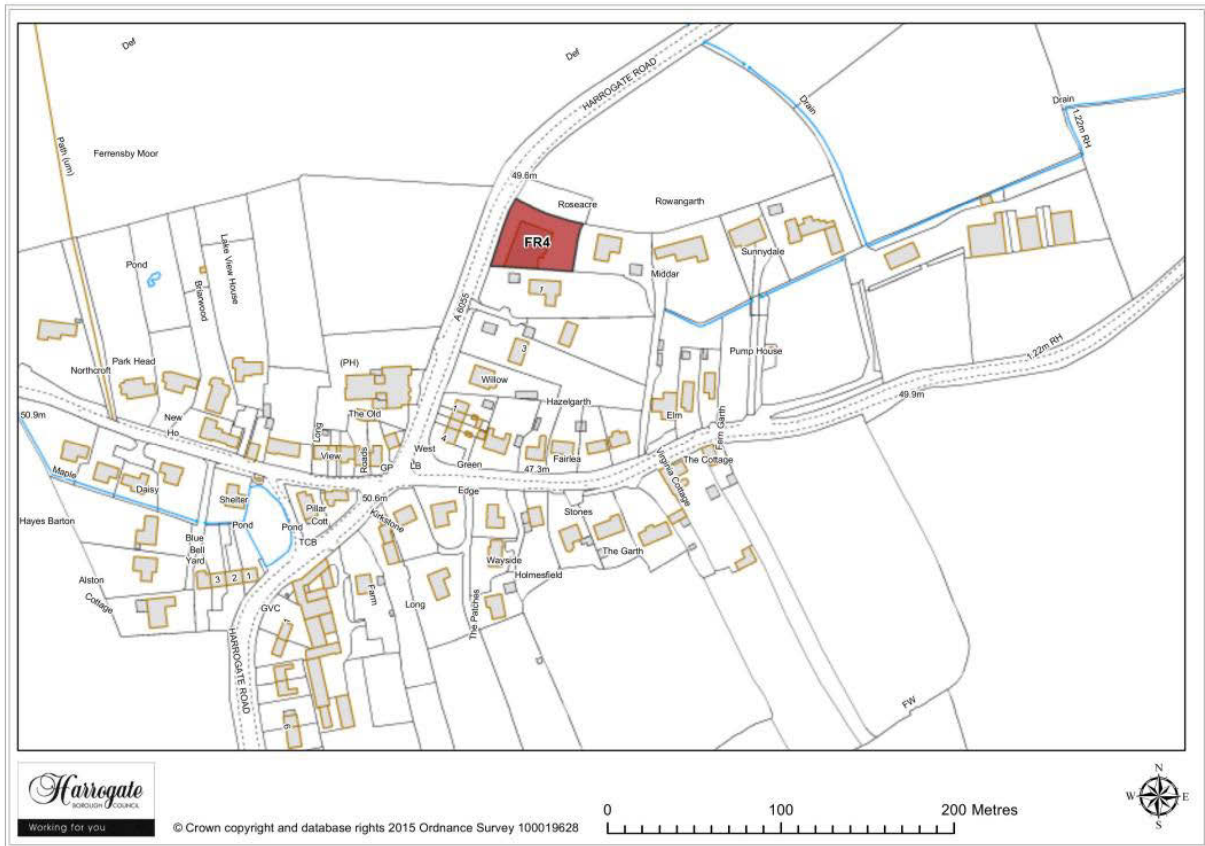 Def
Def
HARROGATE ROAD
Drain
Drain
1.22m RH
Path (um)
Ferrensby Moor
49.6m
Roseacre
Rowangarth
FR4
Sunnydale
Middar
Lake View House
Pond
Briarwood
A 6055
1
Pump House
1.22m RH
3
(PH)
Park Head
Northcroft
Willow
49.9m
50.9m
New
Ho
The Old
Long
View
Roads
GP
Hazelgarth
1
4
West
LB
Green
47.3m
Fairlea
Elm
Fern Garth
The Cottage
Virginia Cottage
Maple
Daisy
Shelter
Pond
Pond
Pillar
Cott
50.6m
TCB
Kirkstone
Edge
Stones
The Garth
Hayes Barton
Blue
Bell
Yard
3 2 1
Wayside
Holmesfield
Alston
Cottage
GVC
1
Farm
Long
The Patches
HARROGATE ROAD
6
FW
Harrogate
BOROUGH COUNCIL
Working for you
© Crown copyright and database rights 2015 Ordnance Survey 100019628
0 100 200 Metres
N
W E
S